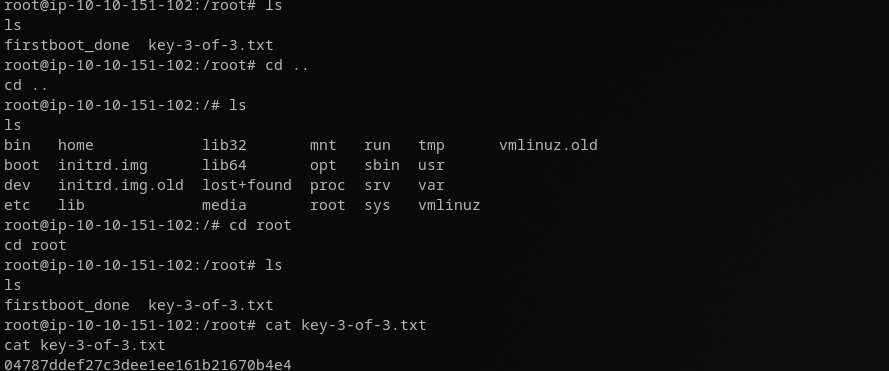 root@ip-10-10-151-102:/root# ls
ls
firstboot_done  key-3-of-3.txt
root@ip-10-10-151-102:/root# cd ..
cd ..
root@ip-10-10-151-102:/# ls
ls
bin   home            lib32       mnt   run   tmp      vmlinuz.old
boot  initrd.img      lib64       opt   sbin  usr
dev   initrd.img.old  lost+found  proc  srv   var
etc   lib             media       root  sys   vmlinuz
root@ip-10-10-151-102:/# cd root
cd root
root@ip-10-10-151-102:/root# ls
ls
firstboot_done  key-3-of-3.txt
root@ip-10-10-151-102:/root# cat key-3-of-3.txt
cat key-3-of-3.txt
04787ddef27c3dee1ee161b21670b4e4